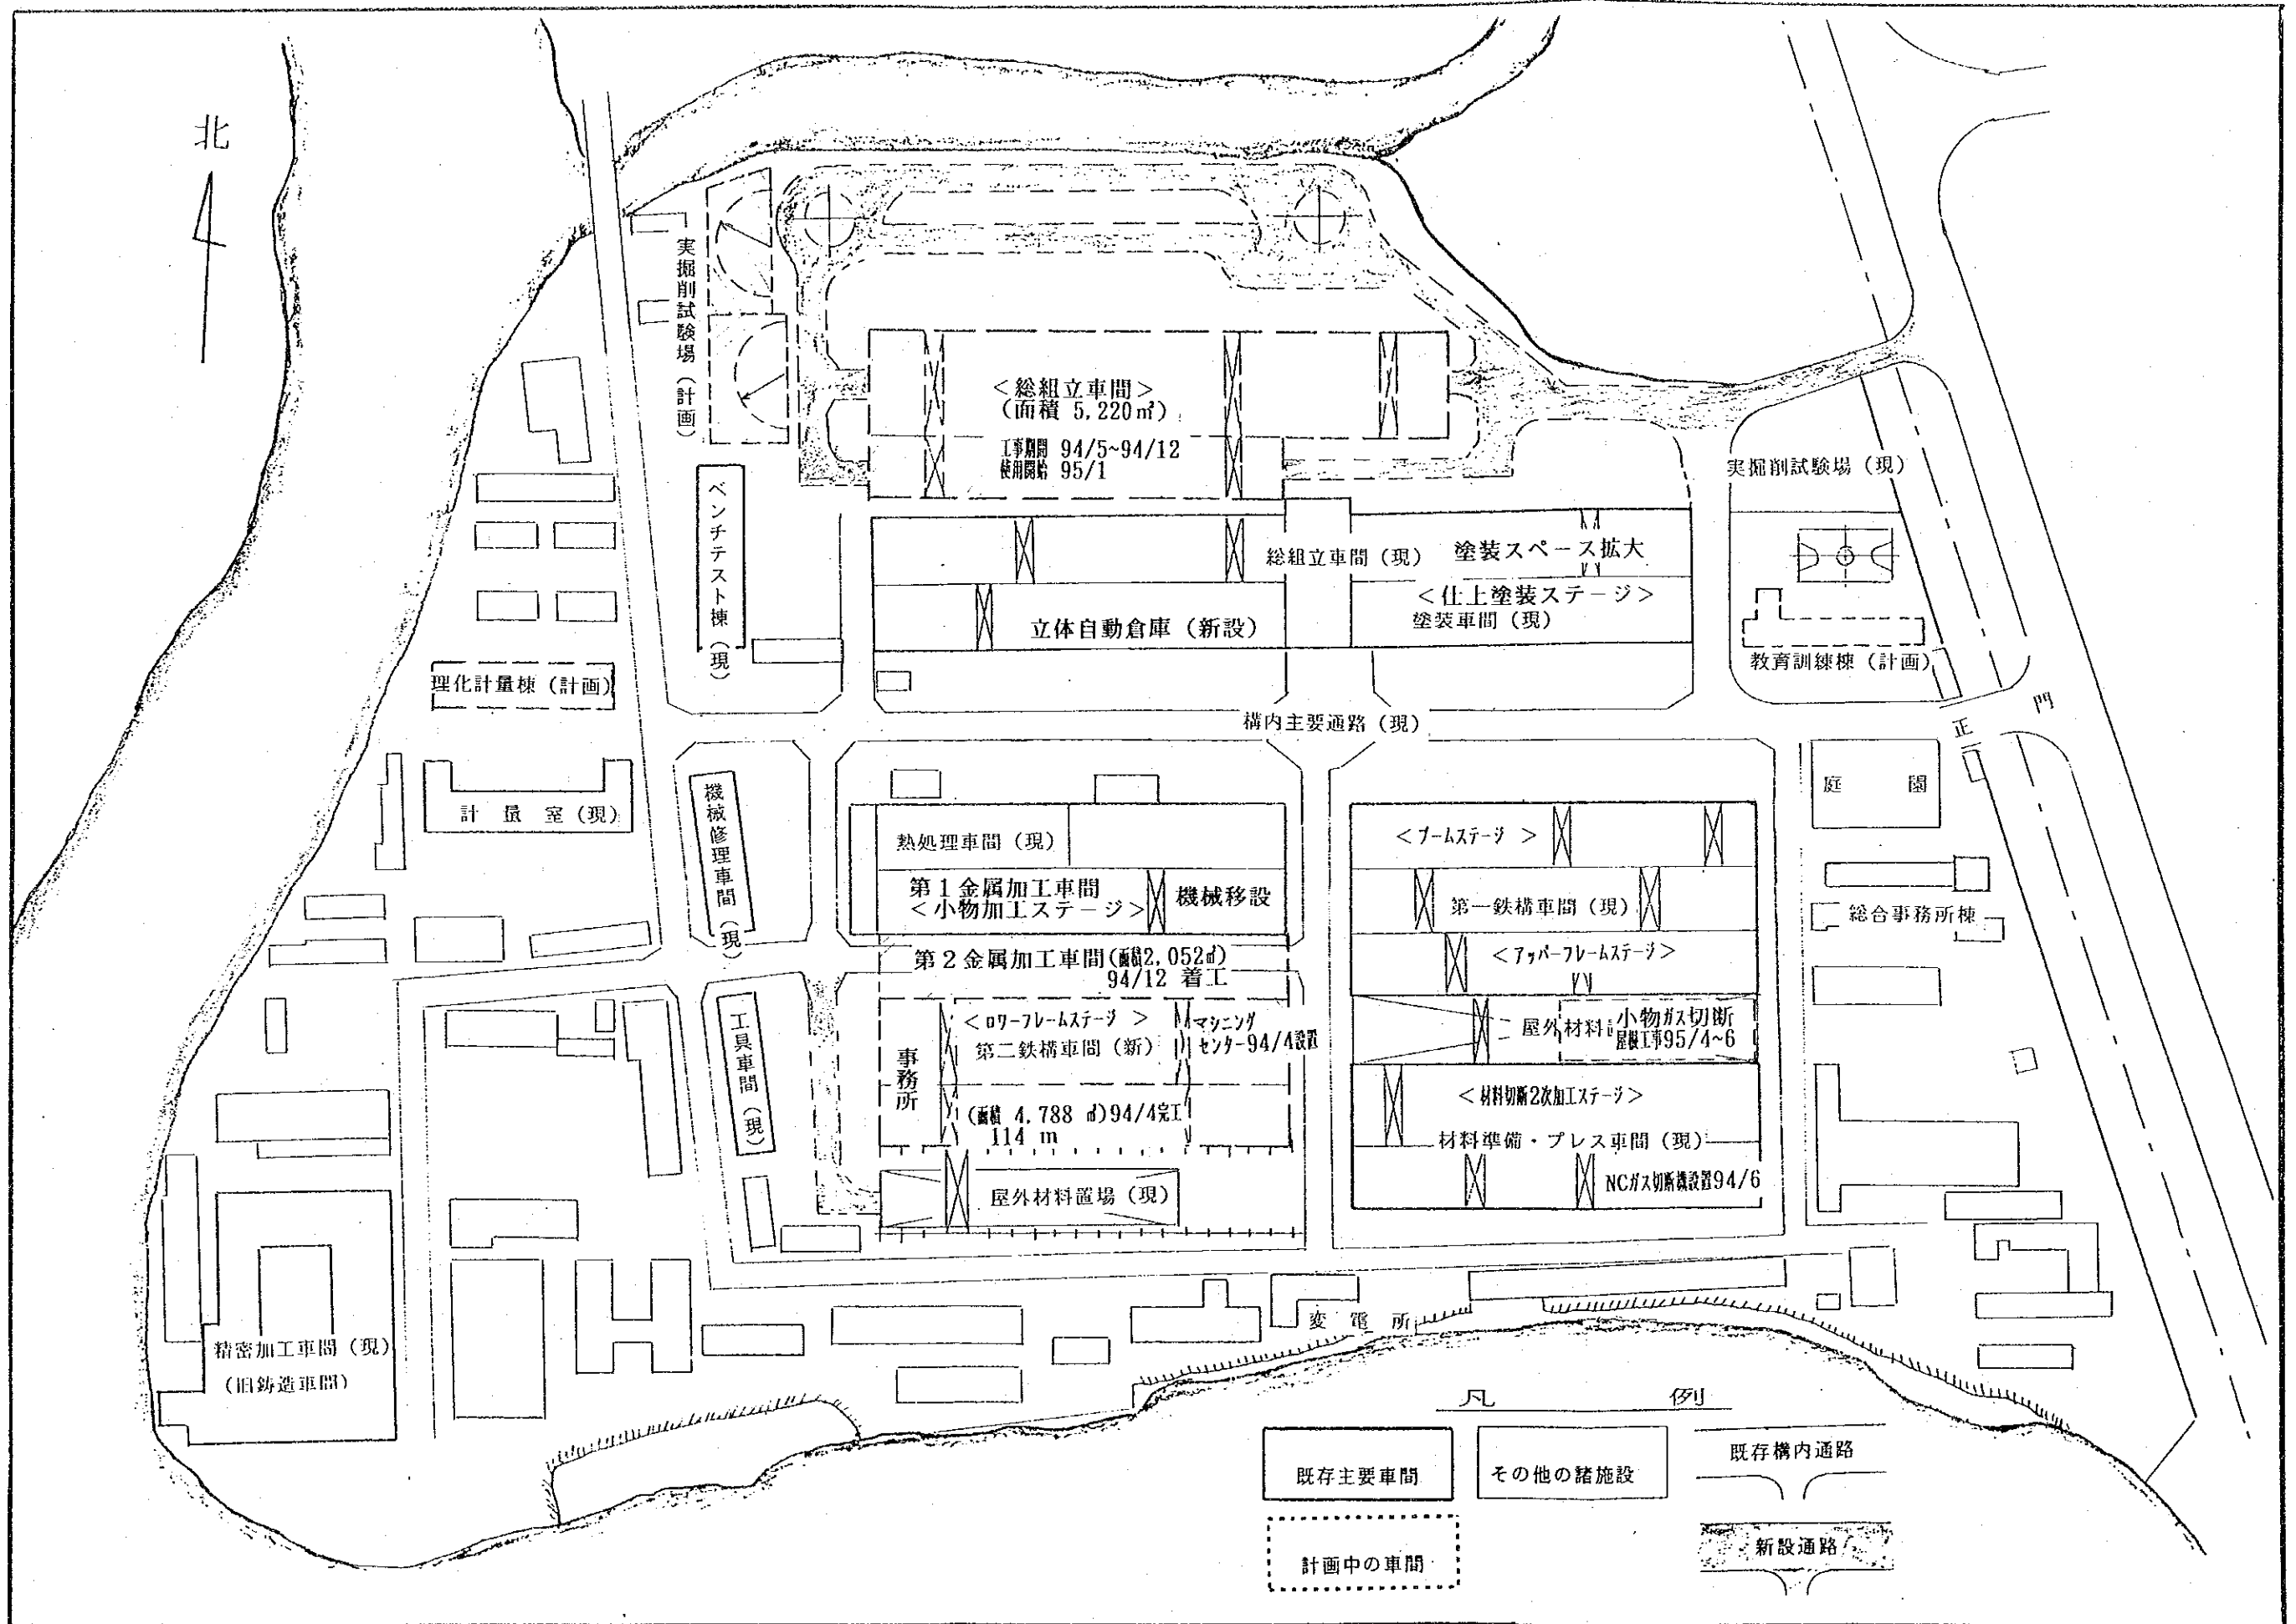 北
実掘削試験場（計画）
＜総組立車間＞
（面積 5,220㎡）
工事期間 94/5~94/12
使用開始 95/1
実掘削試験場（現）
ベンチテスト棟（現）
総組立車間（現）
塗装スペース拡大
＜仕上塗装ステージ＞
塗装車間（現）
立体自動倉庫（新設）
教育訓練棟（計画）
理化計量棟（計画）
構内主要通路（現）
正門
計量室（現）
機械修理車間（現）
熱処理車間（現）
第1金属加工車間
＜小物加工ステージ＞
機械移設
＜ブームステージ＞
第一鉄構車間（現）
＜アッパーフレームステージ＞
庭園
総合事務所棟
第2金属加工車間(面積2,052㎡)
94/12 着工
工具車間（現）
事務所
＜ロワーフレームステージ＞
第二鉄構車間（新）
マシニング
センター94/4設置
(面積 4,788 ㎡)94/4完工
114 m
屋外材料
小物ガス切断
屋根工事95/4~6
＜材料切断2次加工ステージ＞
材料準備・プレス車間（現）
NCガス切断機設置94/6
屋外材料置場（現）
精密加工車間（現）
（旧鋳造車間）
変電所
凡例
既存主要車間
その他の諸施設
既存構内通路
計画中の車間
新設通路